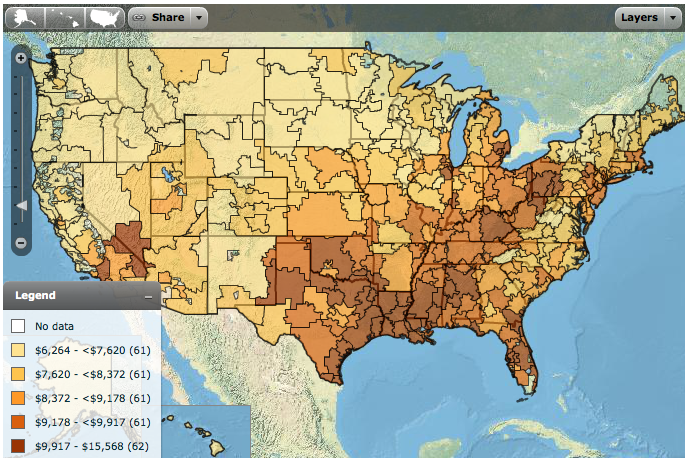 Share
Layers
Legend
No data
$6,264 - <$7,620 (61)
$7,620 - <$8,372 (61)
$8,372 - <$9,178 (61)
$9,178 - <$9,917 (61)
$9,917 - $15,568 (62)